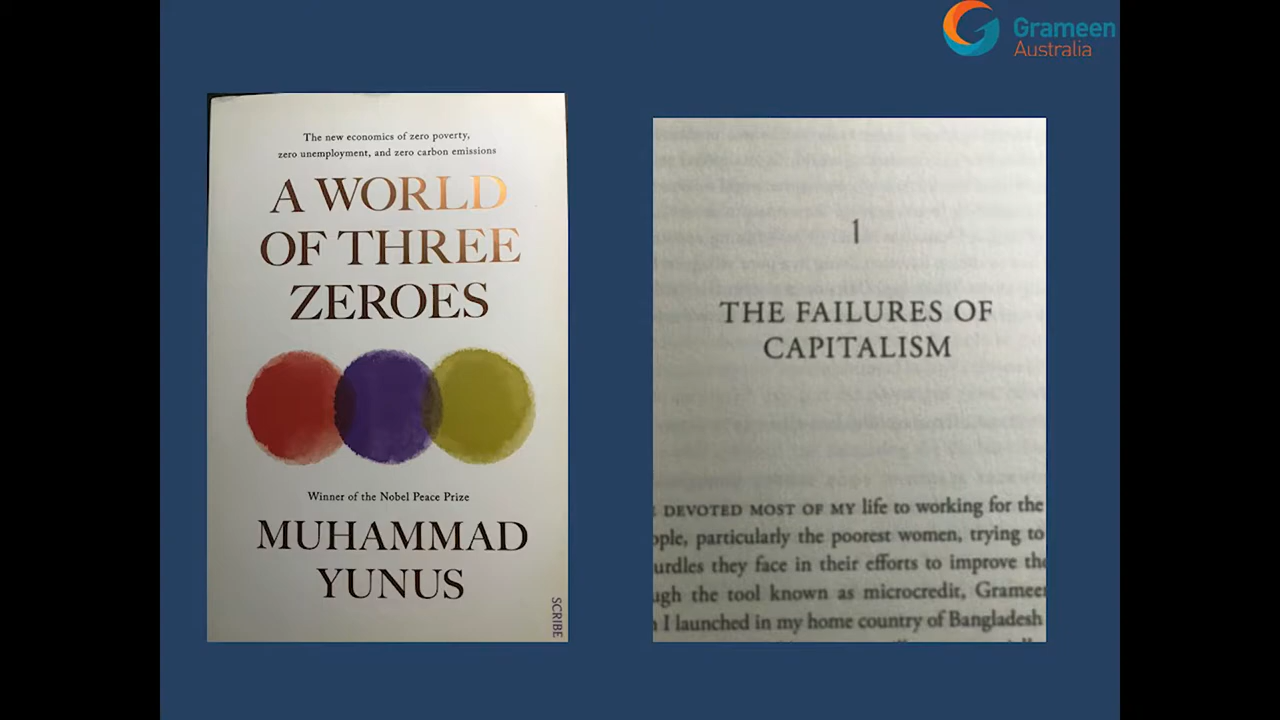 Grameen
Australia
The new economics of zero poverty,
zero unemployment, and zero carbon emissions
A WORLD
OF THREE
ZEROES
Winner of the Nobel Peace Prize
MUHAMMAD
YUNUS
SCRIBE
1
THE FAILURES OF
CAPITALISM
DEVOTED MOST OF MY life to working for the
ople, particularly the poorest women, trying to
urdles they face in their efforts to improve the
ugh the tool known as microcredit, Grameen
I launched in my home country of Bangladesh